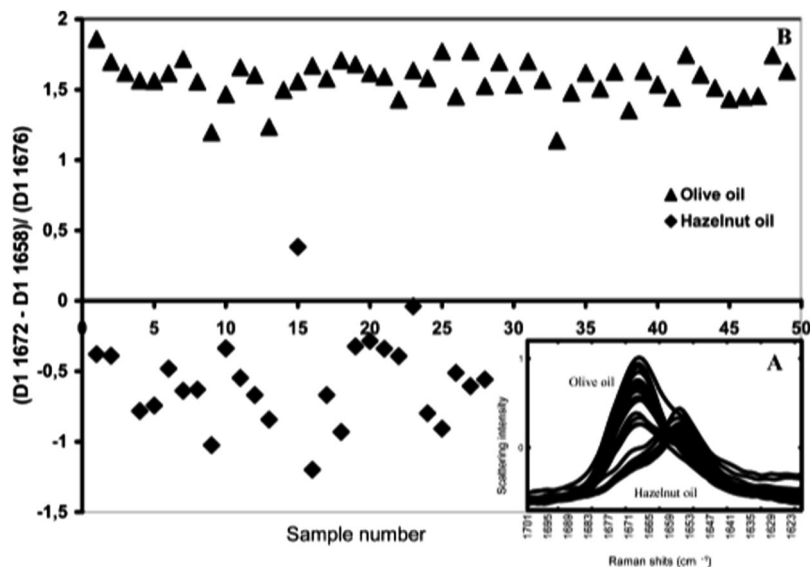 2
B
1,5
1
▲ Olive oil
◆ Hazelnut oil
0,5
0
0 5 10 15 20 25 30 35 40 45 50
-0,5
-1
-1,5
(D1 1672 - D1 1658)/ (D1 1676)
Sample number
A
1
0
Olive oil
Hazelnut oil
Scattering intensity
1701 1695 1689 1683 1677 1671 1665 1659 1653 1647 1641 1635 1629 1623
Raman shits (cm ⁻¹)